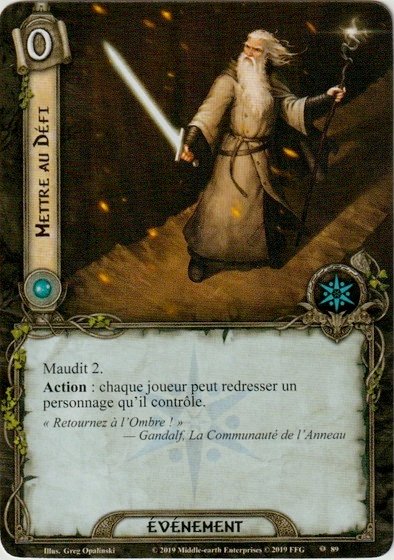 0
METTRE AU DÉFI
Maudit 2.
Action : chaque joueur peut redresser un
personnage qu'il contrôle.
« Retournez à l'Ombre ! »
— Gandalf, La Communauté de l'Anneau
ÉVÉNEMENT
Illus. Greg Opalinski © 2019 Middle-earth Enterprises © 2019 FFG 89